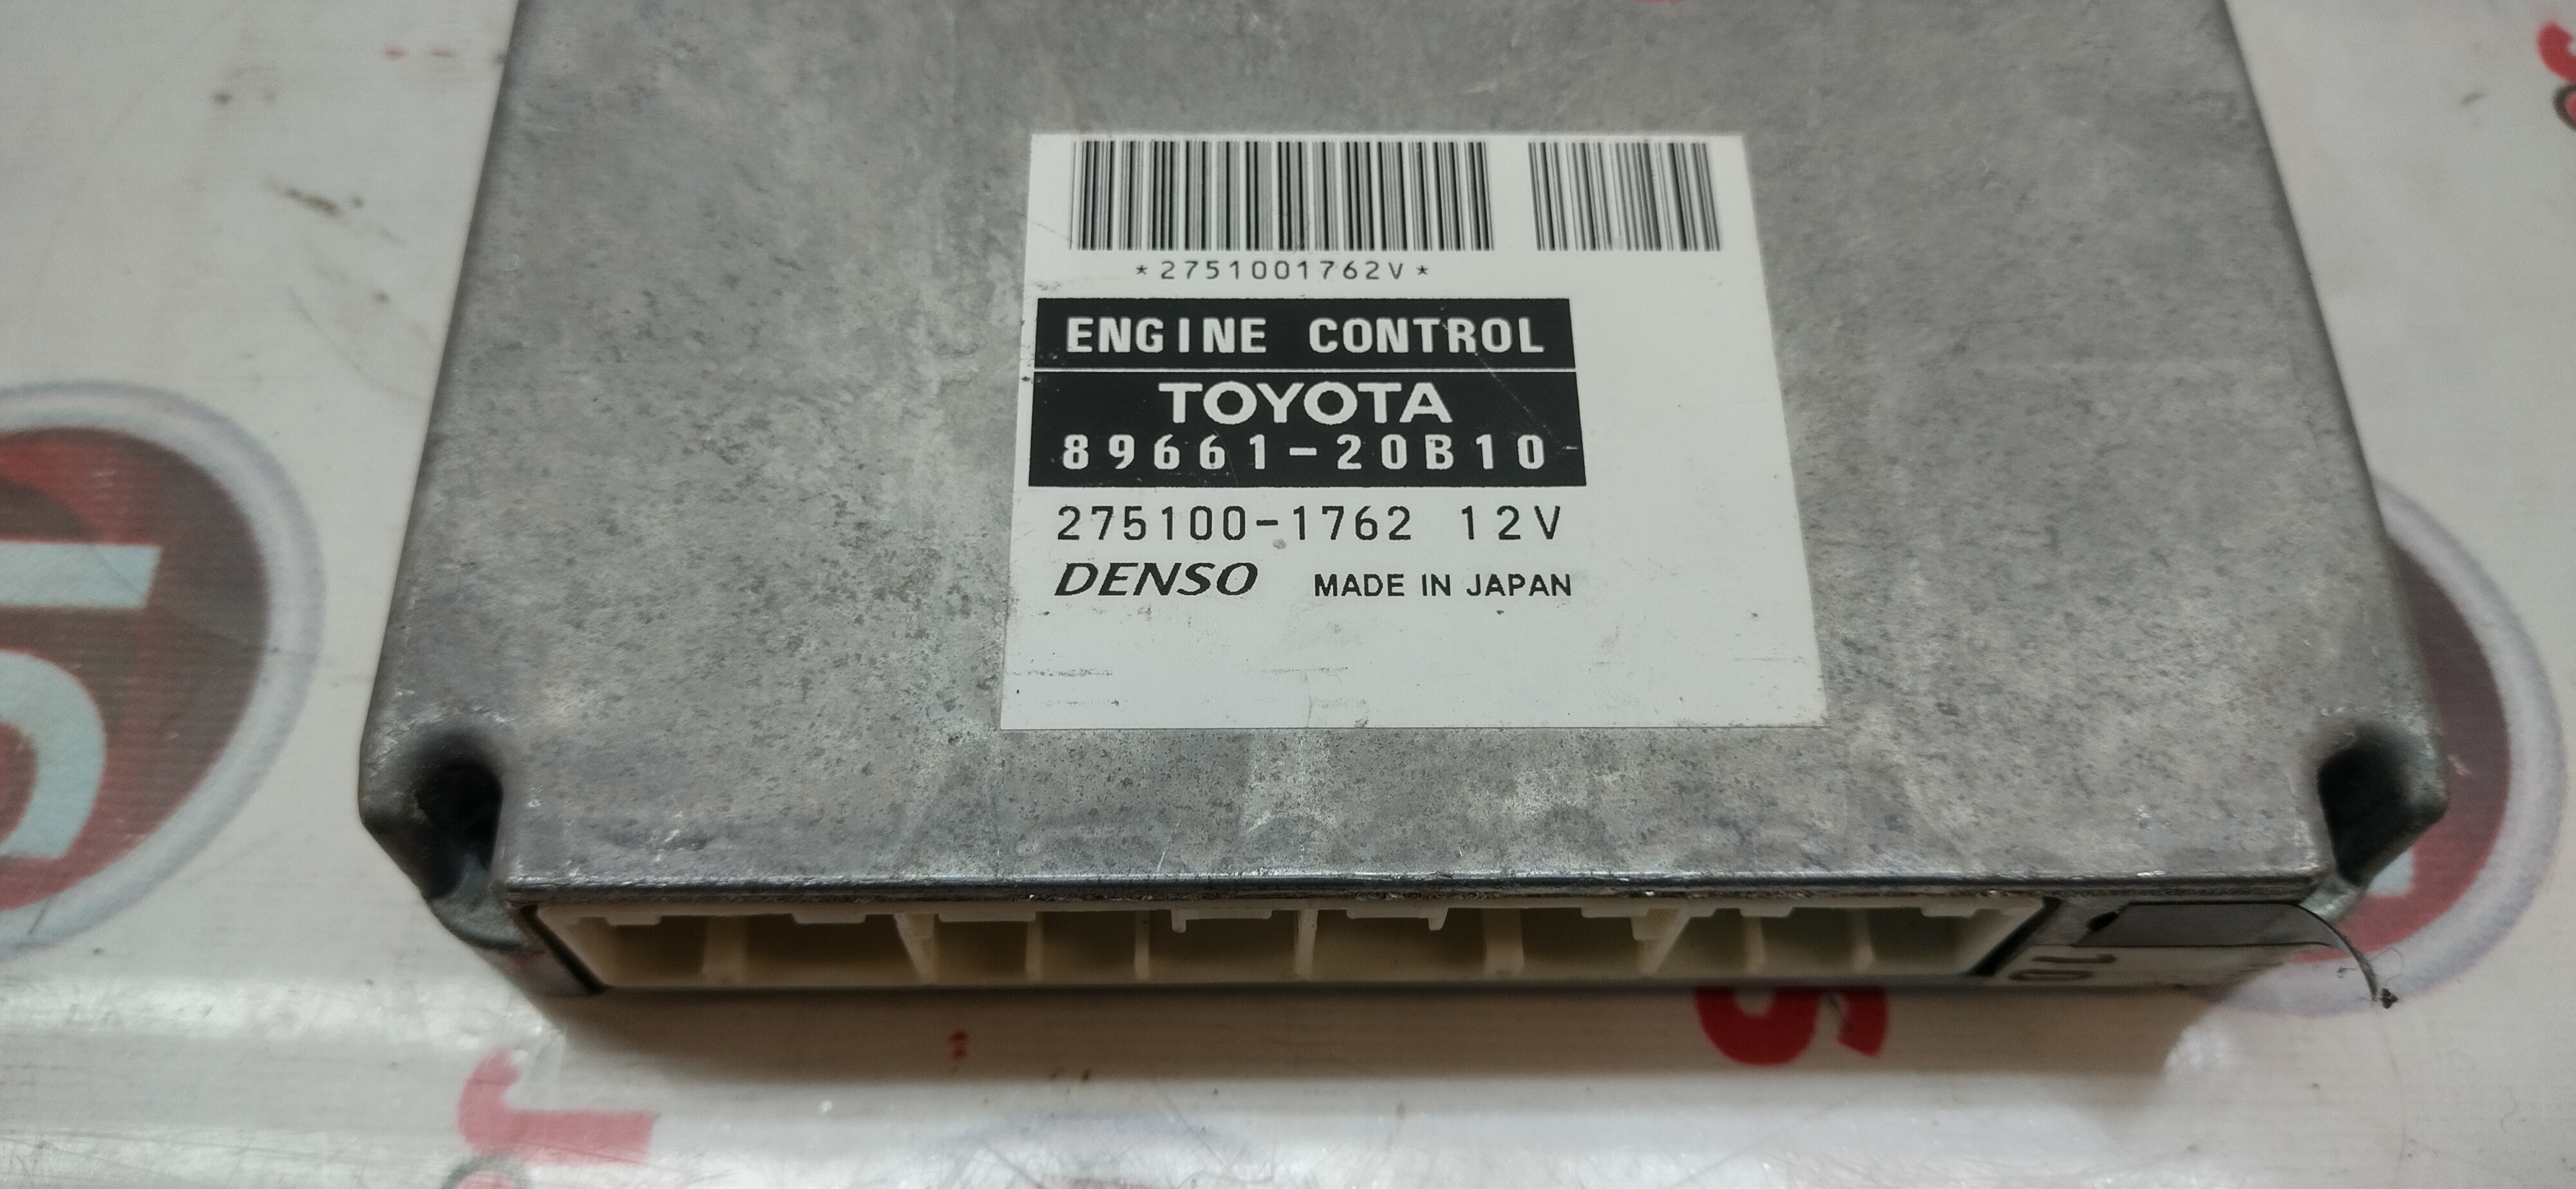 *2751001762V*
ENGINE CONTROL
TOYOTA
89661-20B10
275100-1762 12V
DENSO MADE IN JAPAN